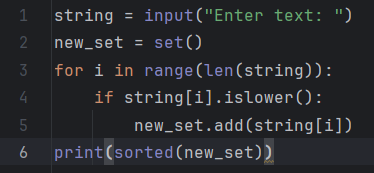 1 string = input("Enter text: ")
2 new_set = set()
3 for i in range(len(string)):
4     if string[i].islower():
5         new_set.add(string[i])
6 print(sorted(new_set))